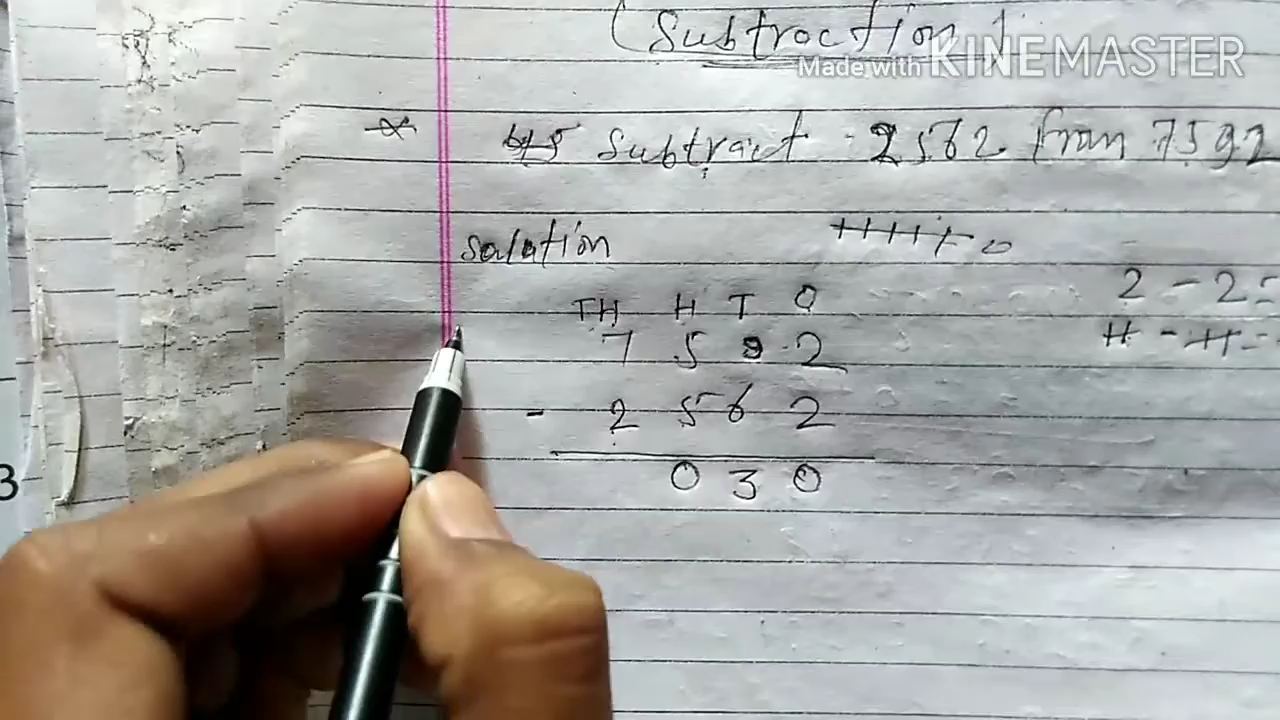 (Subtraction)
Made with KINEMASTER
Subtract 2562 from 7592
Solution
2 - 2 =
TH H T O
7 5 9 2
- 2 5 6 2
0 3 0
3